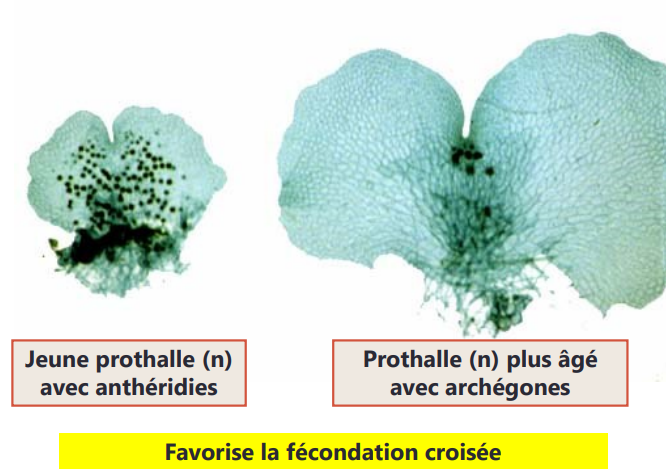 Jeune prothalle (n)
avec anthéridies
Prothalle (n) plus âgé
avec archégones
Favorise la fécondation croisée